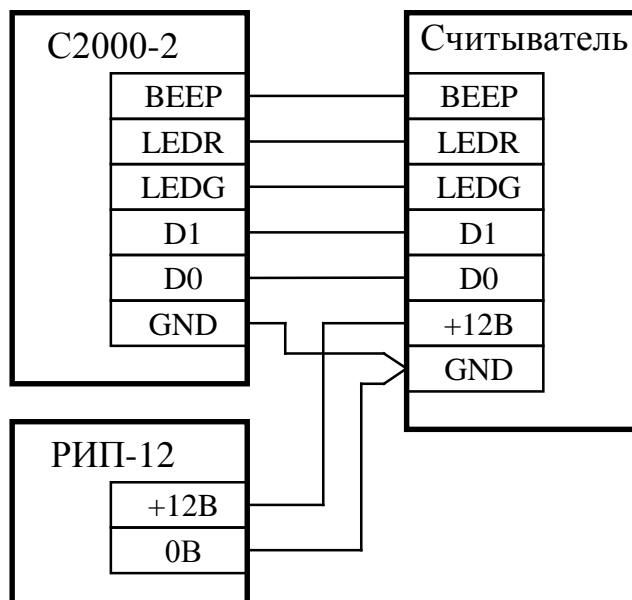 С2000-2
BEEP
LEDR
LEDG
D1
D0
GND
Считыватель
BEEP
LEDR
LEDG
D1
D0
+12В
GND
РИП-12
+12В
0В